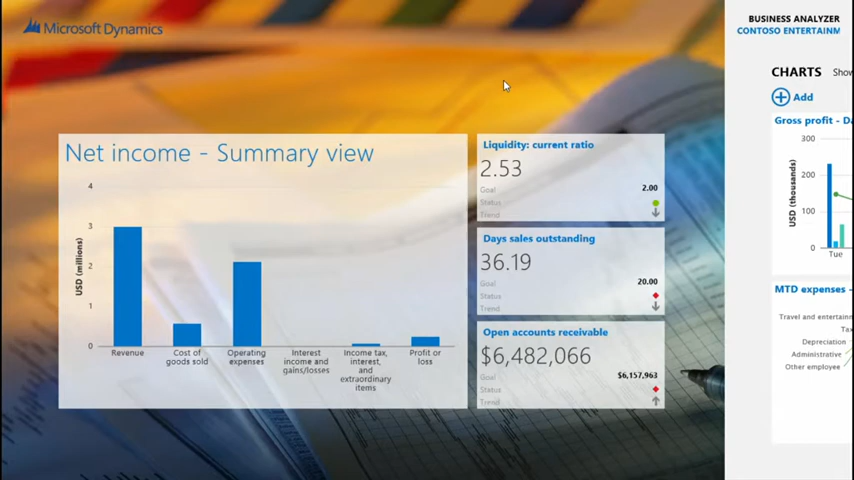 Microsoft Dynamics
Net income - Summary view
USD (millions)
4
3
2
1
0
Revenue
Cost of
goods sold
Operating
expenses
Interest
income and
gains/losses
Income tax,
interest,
and
extraordinary
items
Profit or
loss
Liquidity: current ratio
2.53
Goal 2.00
Status
Trend
Days sales outstanding
36.19
Goal 20.00
Status
Trend
Open accounts receivable
$6,482,066
Goal $6,157,963
Status
Trend
BUSINESS ANALYZER
CONTOSO ENTERTAINM
CHARTS Show
Add
Gross profit - Da
USD (thousands)
300
200
100
0
Tue
MTD expenses -
Travel and entertainm
Tax
Depreciation
Administrative
Other employee